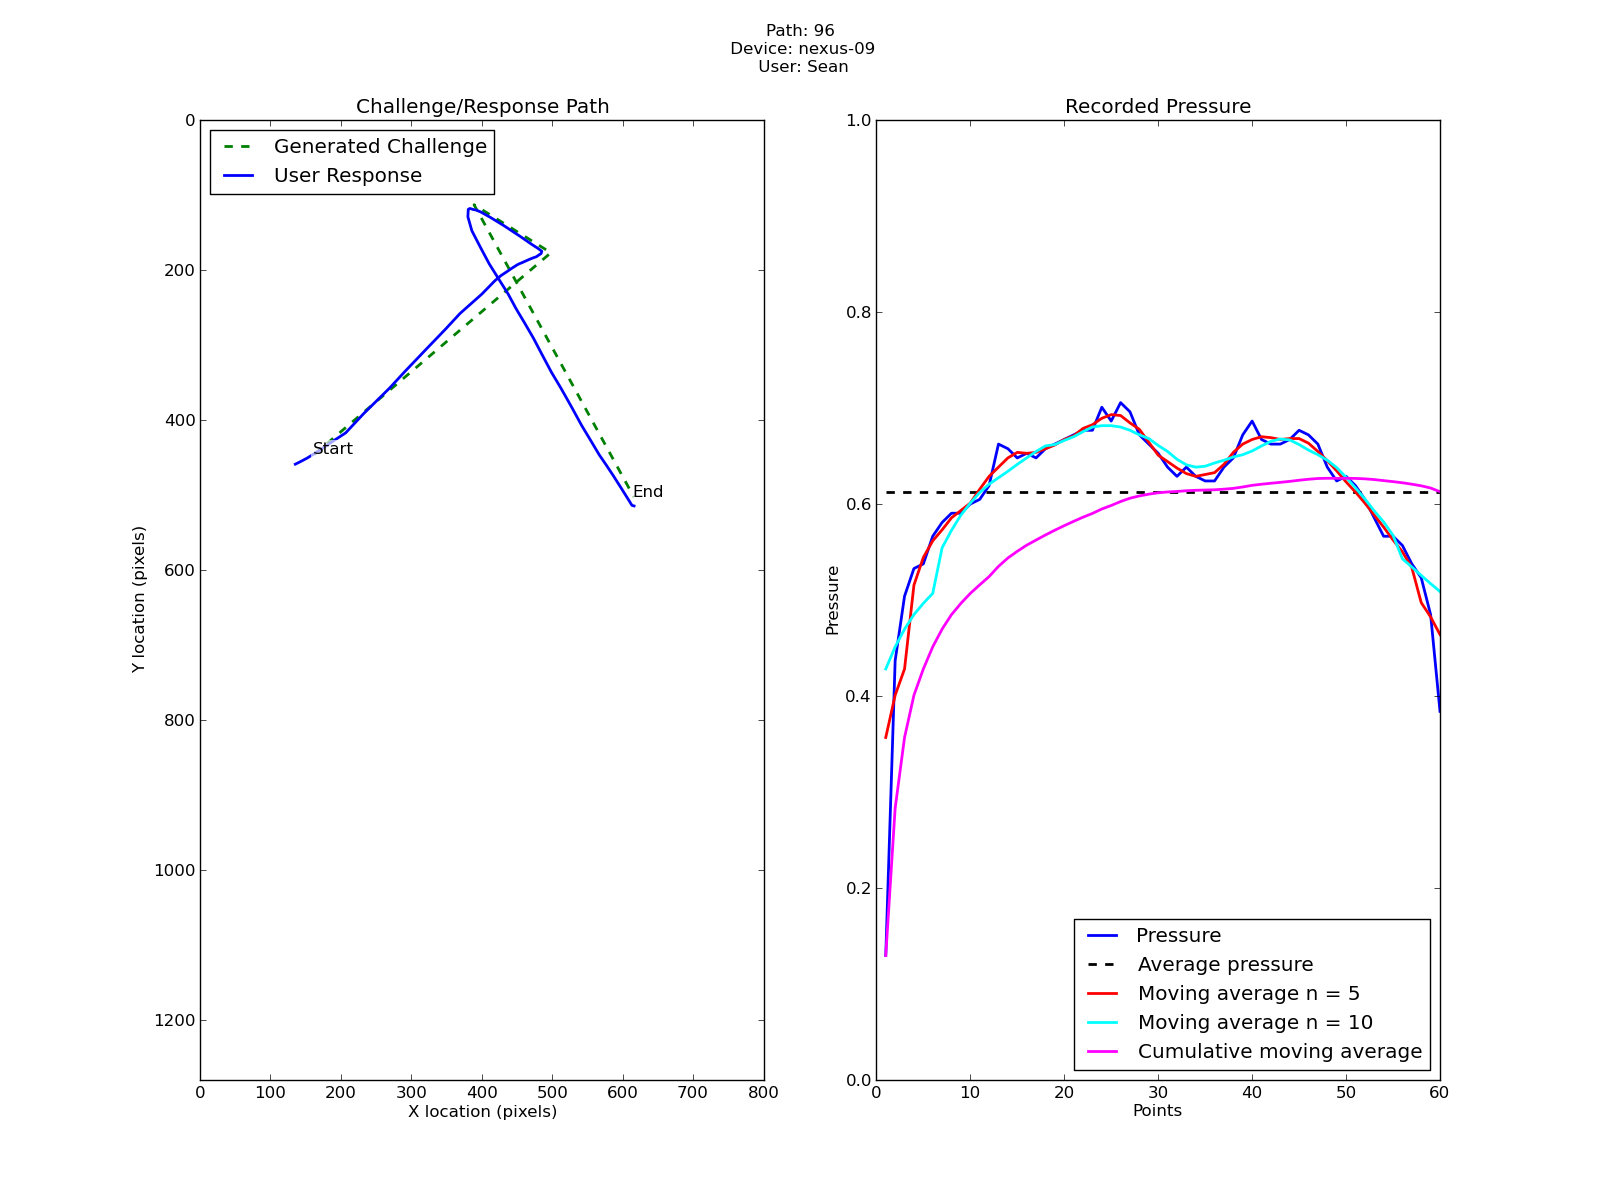 Path: 96
Device: nexus-09
User: Sean
Challenge/Response Path
Generated Challenge
User Response
Start
End
0
200
400
600
800
1000
1200
Y location (pixels)
0 100 200 300 400 500 600 700 800
X location (pixels)
Recorded Pressure
1.0
0.8
0.6
0.4
0.2
0.0
Pressure
Pressure
Average pressure
Moving average n = 5
Moving average n = 10
Cumulative moving average
0 10 20 30 40 50 60
Points